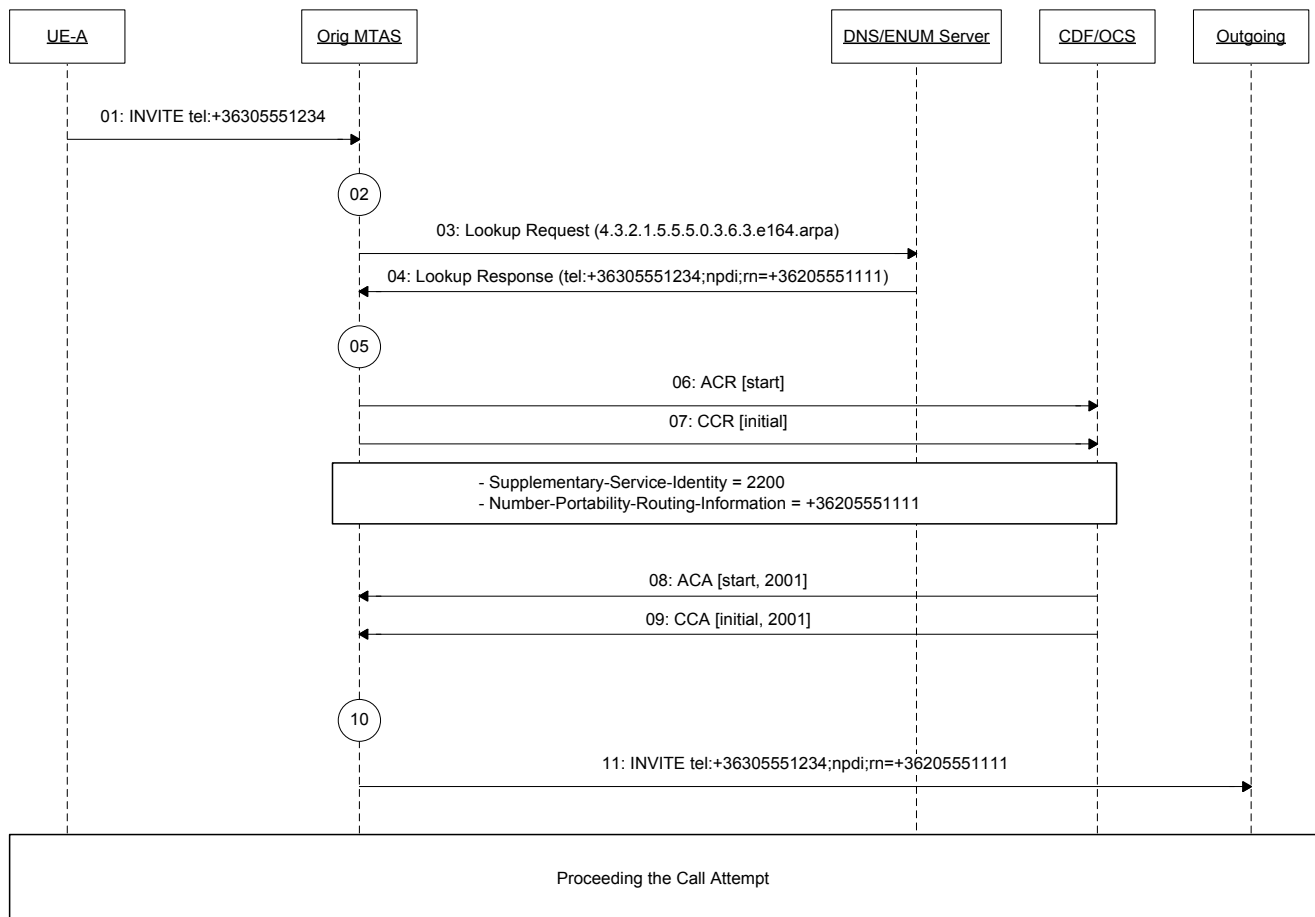 UE-A
Orig MTAS
DNS/ENUM Server
CDF/OCS
Outgoing
01: INVITE tel:+36305551234
02
03: Lookup Request (4.3.2.1.5.5.5.0.3.6.3.e164.arpa)
04: Lookup Response (tel:+36305551234;npdi;rn=+36205551111)
05
06: ACR [start]
07: CCR [initial]
- Supplementary-Service-Identity = 2200
- Number-Portability-Routing-Information = +36205551111
08: ACA [start, 2001]
09: CCA [initial, 2001]
10
11: INVITE tel:+36305551234;npdi;rn=+36205551111
Proceeding the Call Attempt